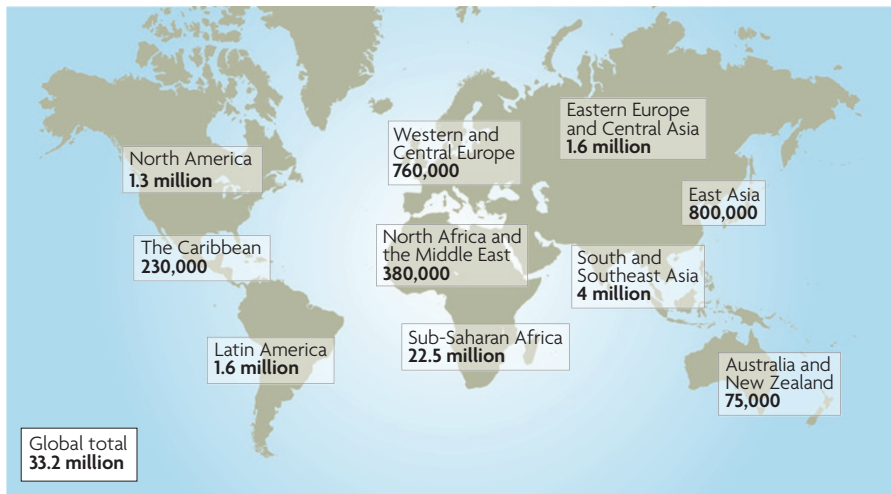 North America
1.3 million
The Caribbean
230,000
Latin America
1.6 million
Western and
Central Europe
760,000
North Africa and
the Middle East
380,000
Sub-Saharan Africa
22.5 million
Eastern Europe
and Central Asia
1.6 million
East Asia
800,000
South and
Southeast Asia
4 million
Australia and
New Zealand
75,000
Global total
33.2 million